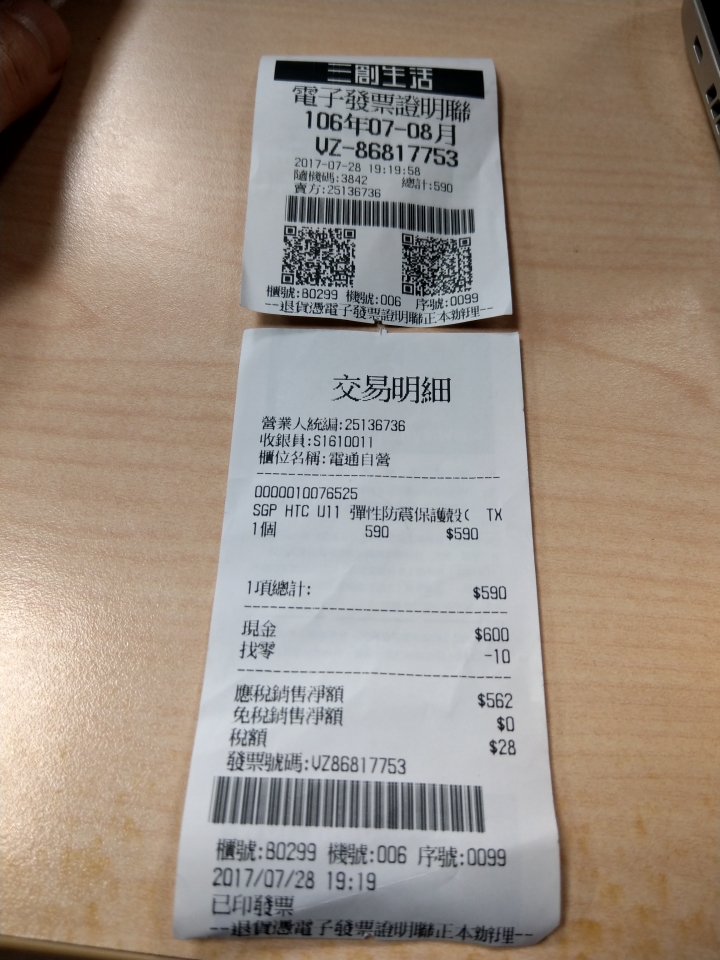 三創生活
電子發票證明聯
106年07-08月
VZ-86817753
2017-07-28 19:19:58
隨機碼:3842 總計:590
賣方:25136736
櫃號:B0299 機號:006 序號:0099
--退貨憑電子發票證明聯正本辦理--
交易明細
營業人統編:25136736
收銀員:S1610011
櫃位名稱:電通自營
0000010076525
SGP HTC U11 彈性防震保護殼( TX
1個 590 $590
1項總計: $590
現金 $600
找零 -10
應稅銷售淨額 $562
免稅銷售淨額 $0
稅額 $28
發票號碼:VZ86817753
櫃號:B0299 機號:006 序號:0099
2017/07/28 19:19
已印發票
--退貨憑電子發票證明聯正本辦理--